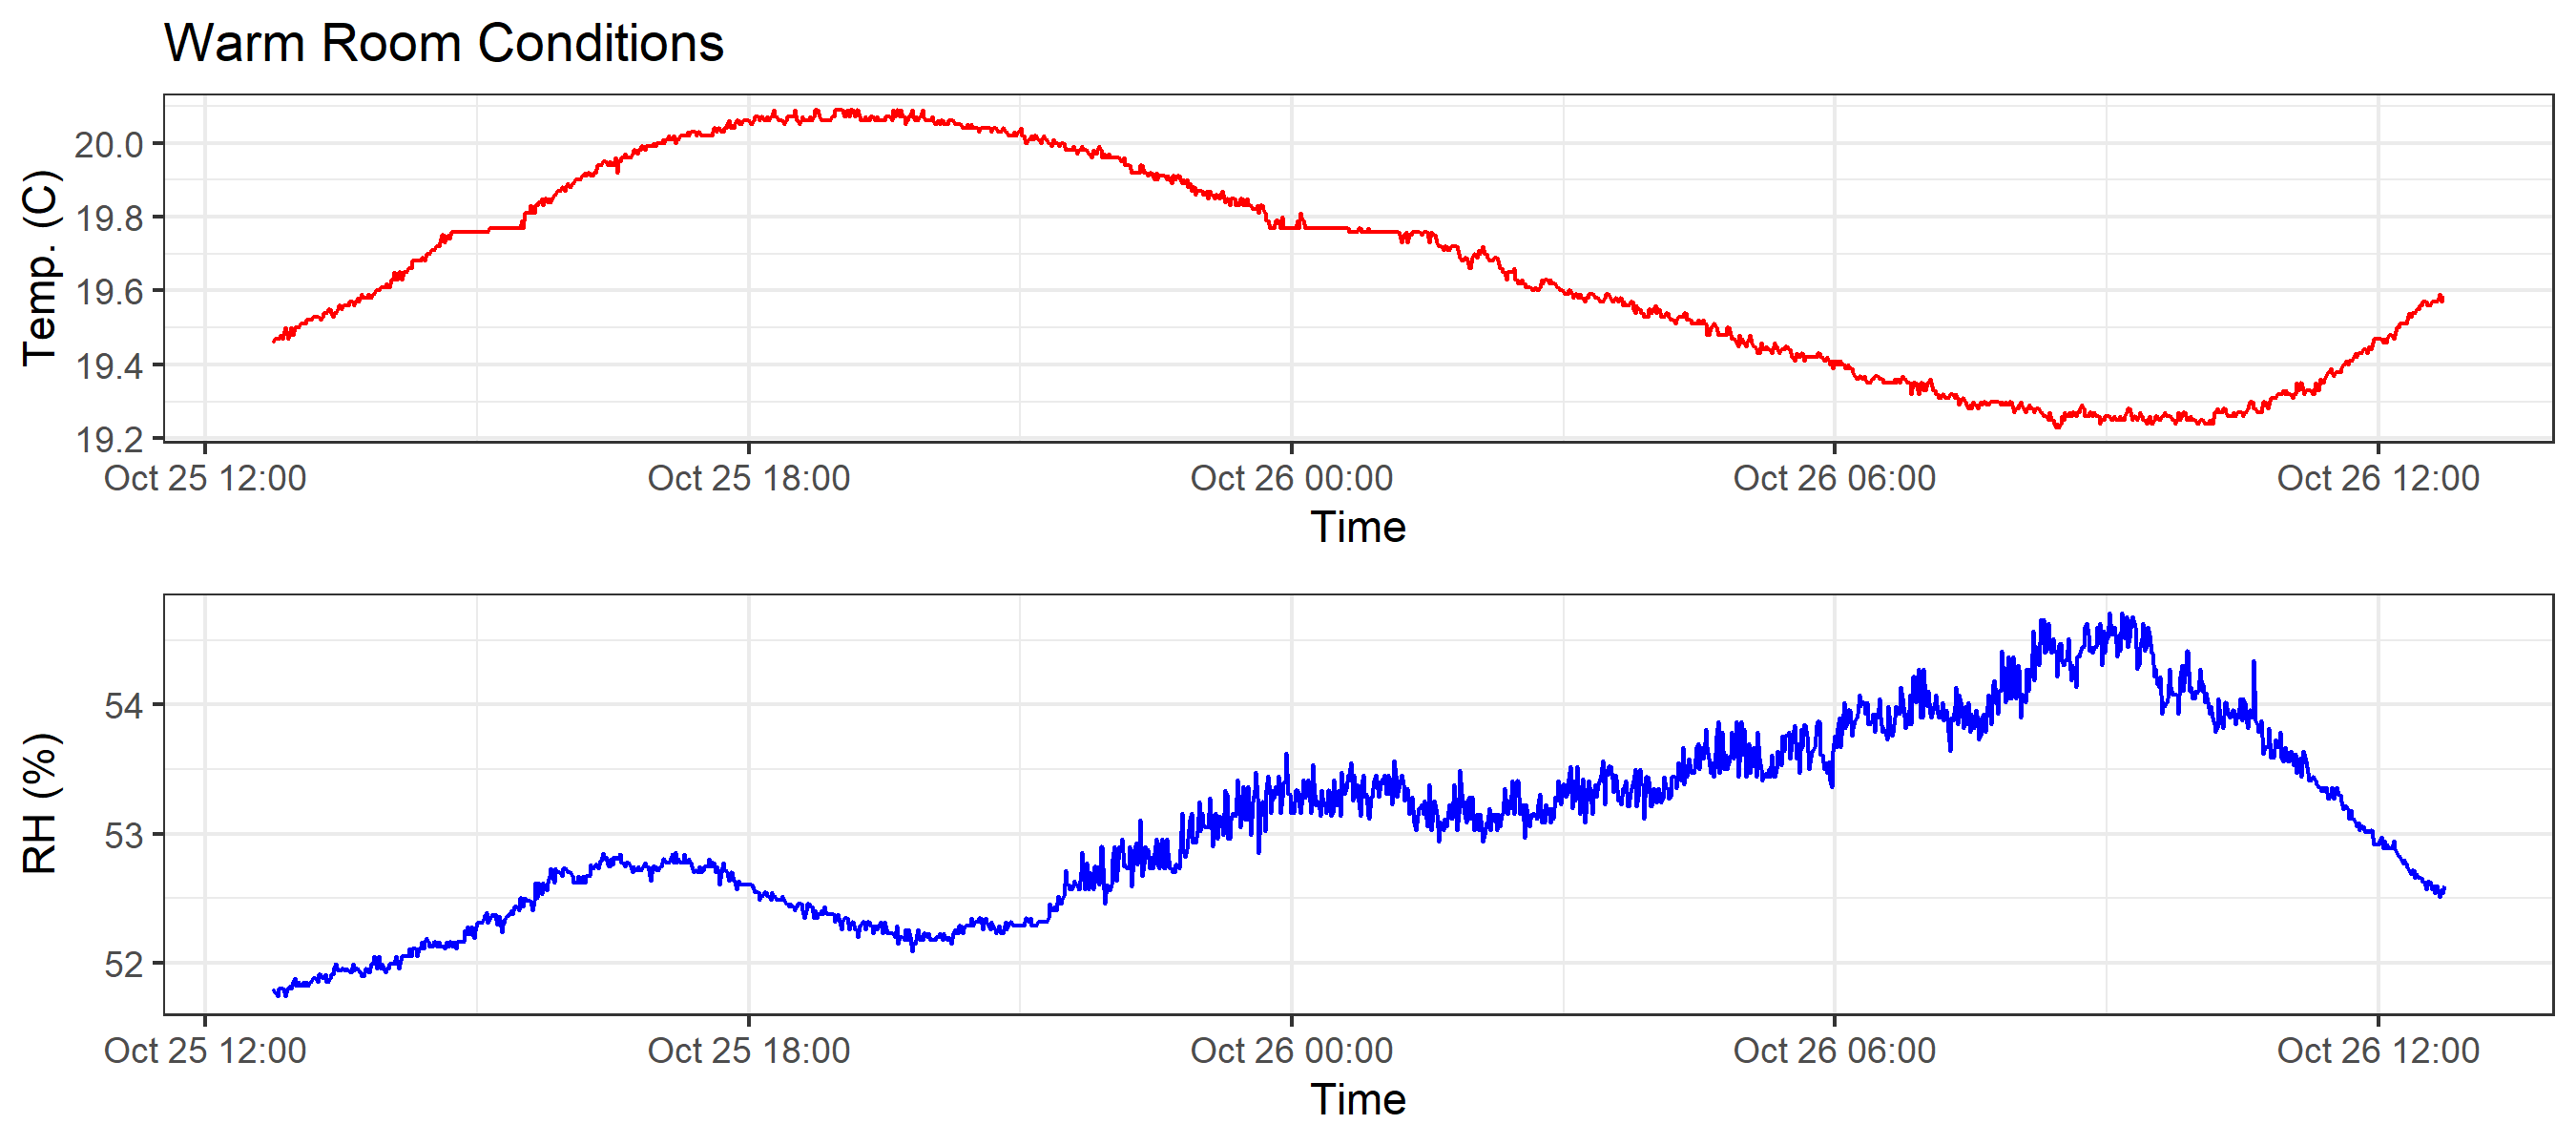 Warm Room Conditions
Temp. (C)
20.0
19.8
19.6
19.4
19.2
Oct 25 12:00 Oct 25 18:00 Oct 26 00:00 Oct 26 06:00 Oct 26 12:00
Time
RH (%)
54
53
52
Oct 25 12:00 Oct 25 18:00 Oct 26 00:00 Oct 26 06:00 Oct 26 12:00
Time